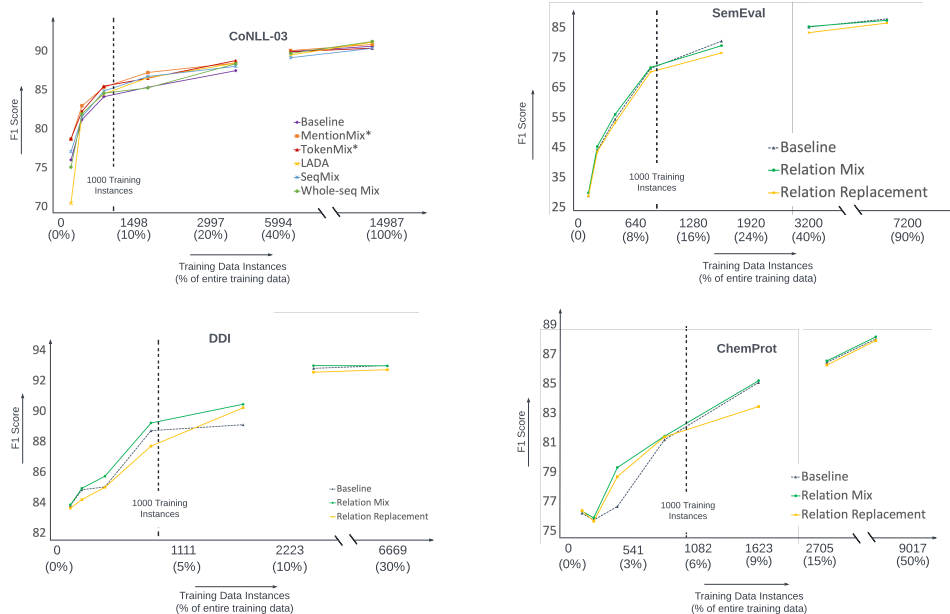 CoNLL-03
F1 Score
90
85
80
75
70
1000 Training
Instances
Baseline
MentionMix*
TokenMix*
LADA
SeqMix
Whole-seq Mix
0 1498 2997 5994 14987
(0%) (10%) (20%) (40%) (100%)
Training Data Instances
(% of entire training data)
SemEval
F1 Score
85
75
65
55
45
35
25
1000 Training
Instances
Baseline
Relation Mix
Relation Replacement
0 640 1280 1920 3200 7200
(0) (8%) (16%) (24%) (40%) (90%)
Training Data Instances
(% of entire training data)
DDI
F1 Score
94
92
90
88
86
84
82
1000 Training
Instances
Baseline
Relation Mix
Relation Replacement
0 1111 2223 6669
(0%) (5%) (10%) (30%)
Training Data Instances
(% of entire training data)
ChemProt
F1 Score
89
87
85
83
81
79
77
75
1000 Training
Instances
Baseline
Relation Mix
Relation Replacement
0 541 1082 1623 2705 9017
(0%) (3%) (6%) (9%) (15%) (50%)
Training Data Instances
(% of entire training data)